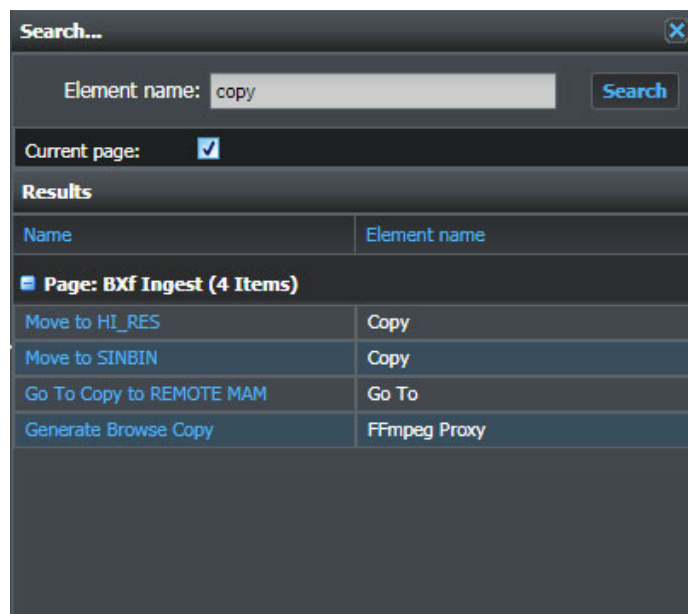 Search...
Element name: copy Search
Current page:
Results
Name Element name
Page: BXf Ingest (4 Items)
Move to HI_RES Copy
Move to SINBIN Copy
Go To Copy to REMOTE MAM Go To
Generate Browse Copy FFmpeg Proxy